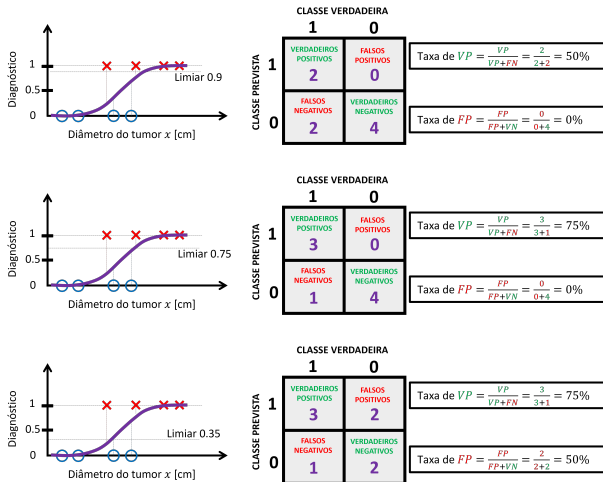 Diagnóstico
1
0.5
0
Limiar 0.9
Diâmetro do tumor x [cm]
CLASSE VERDADEIRA
1 0
CLASSE PREVISTA
1
0
VERDADEIROS POSITIVOS
2
FALSOS POSITIVOS
0
FALSOS NEGATIVOS
2
VERDADEIROS NEGATIVOS
4
Taxa de VP = VP / VP+FN = 2 / 2+2 = 50%
Taxa de FP = FP / FP+VN = 0 / 0+4 = 0%
Diagnóstico
1
0.5
0
Limiar 0.75
Diâmetro do tumor x [cm]
CLASSE VERDADEIRA
1 0
CLASSE PREVISTA
1
0
VERDADEIROS POSITIVOS
3
FALSOS POSITIVOS
0
FALSOS NEGATIVOS
1
VERDADEIROS NEGATIVOS
4
Taxa de VP = VP / VP+FN = 3 / 3+1 = 75%
Taxa de FP = FP / FP+VN = 0 / 0+4 = 0%
Diagnóstico
1
0.5
0
Limiar 0.35
Diâmetro do tumor x [cm]
CLASSE VERDADEIRA
1 0
CLASSE PREVISTA
1
0
VERDADEIROS POSITIVOS
3
FALSOS POSITIVOS
2
FALSOS NEGATIVOS
1
VERDADEIROS NEGATIVOS
2
Taxa de VP = VP / VP+FN = 3 / 3+1 = 75%
Taxa de FP = FP / FP+VN = 2 / 2+2 = 50%